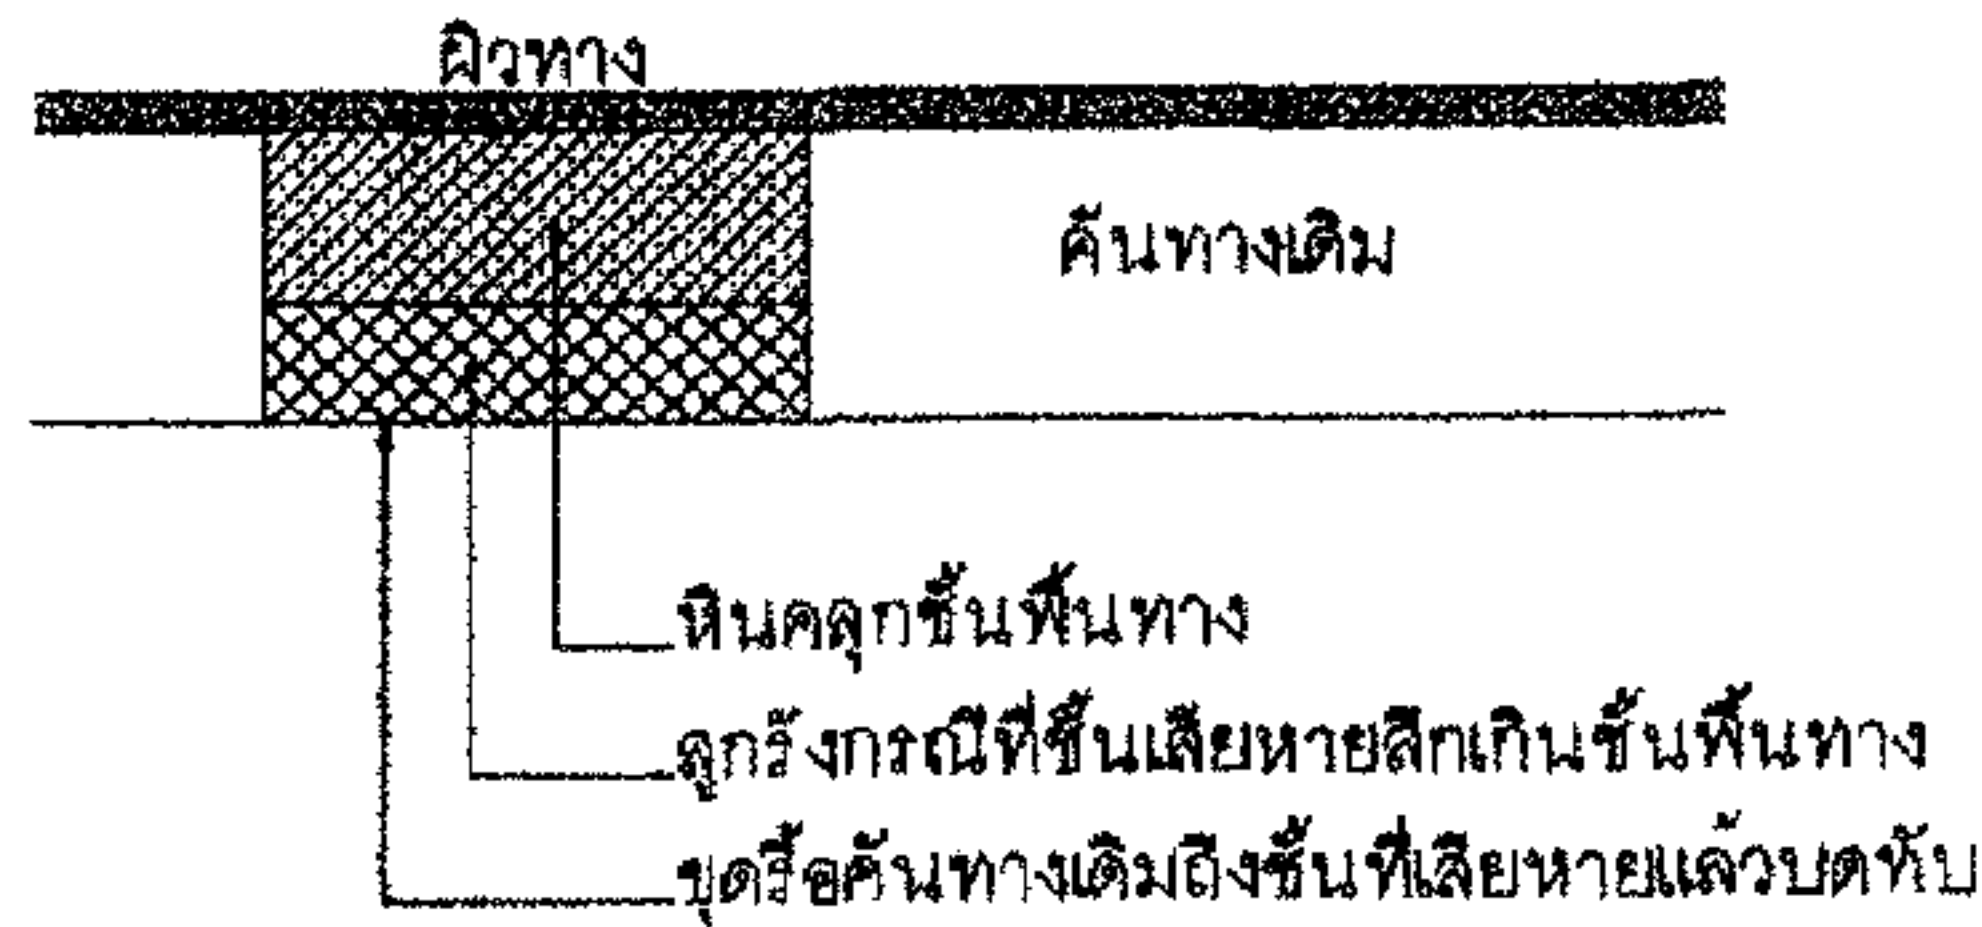 ผิวทาง
คันทางเดิม
หินคลุกชั้นพื้นทาง
ลูกรังกรณีที่ชั้นเสียหายลึกเกินชั้นพื้นทาง
ขุดรื้อคันทางเดิมถึงชั้นที่เสียหายแล้วบดทับ